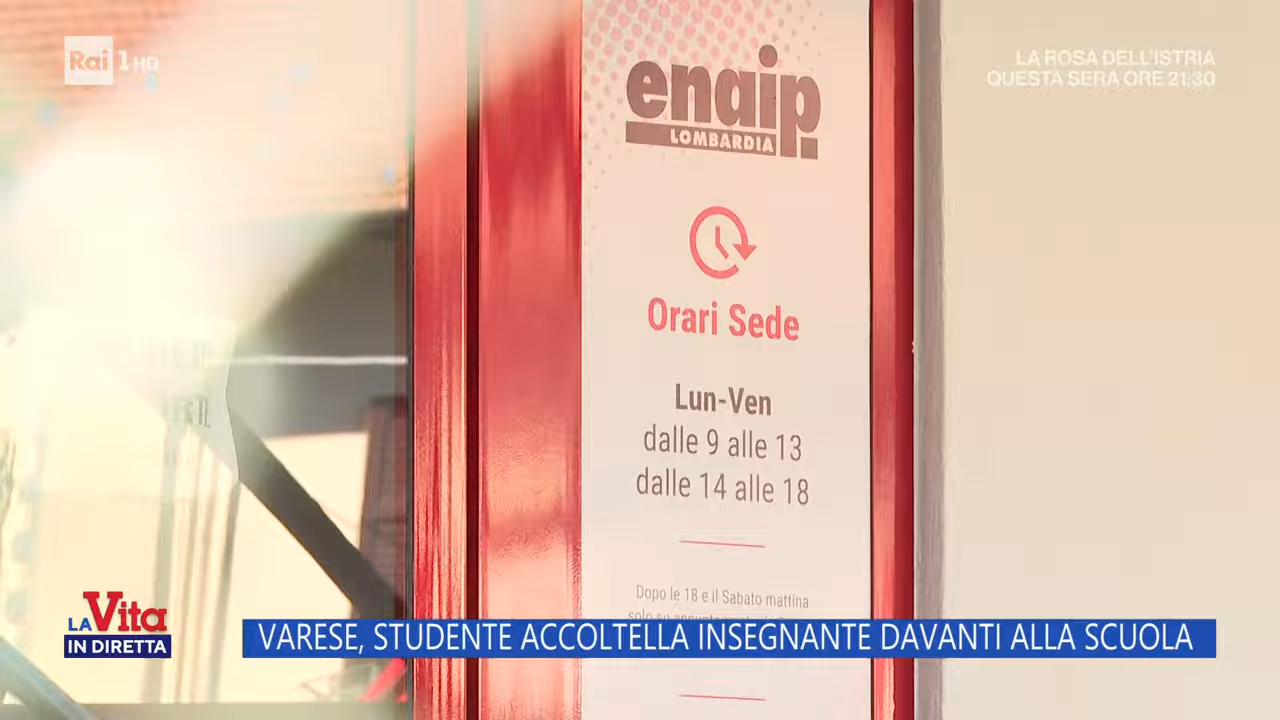 Rai 1 HD
LA ROSA DELL'ISTRIA
QUESTA SERA ORE 21:30
enaip
LOMBARDIA
Orari Sede
Lun-Ven
dalle 9 alle 13
dalle 14 alle 18
Dopo le 18 e il Sabato mattina
solo su
LA Vita
IN DIRETTA
VARESE, STUDENTE ACCOLTELLA INSEGNANTE DAVANTI ALLA SCUOLA